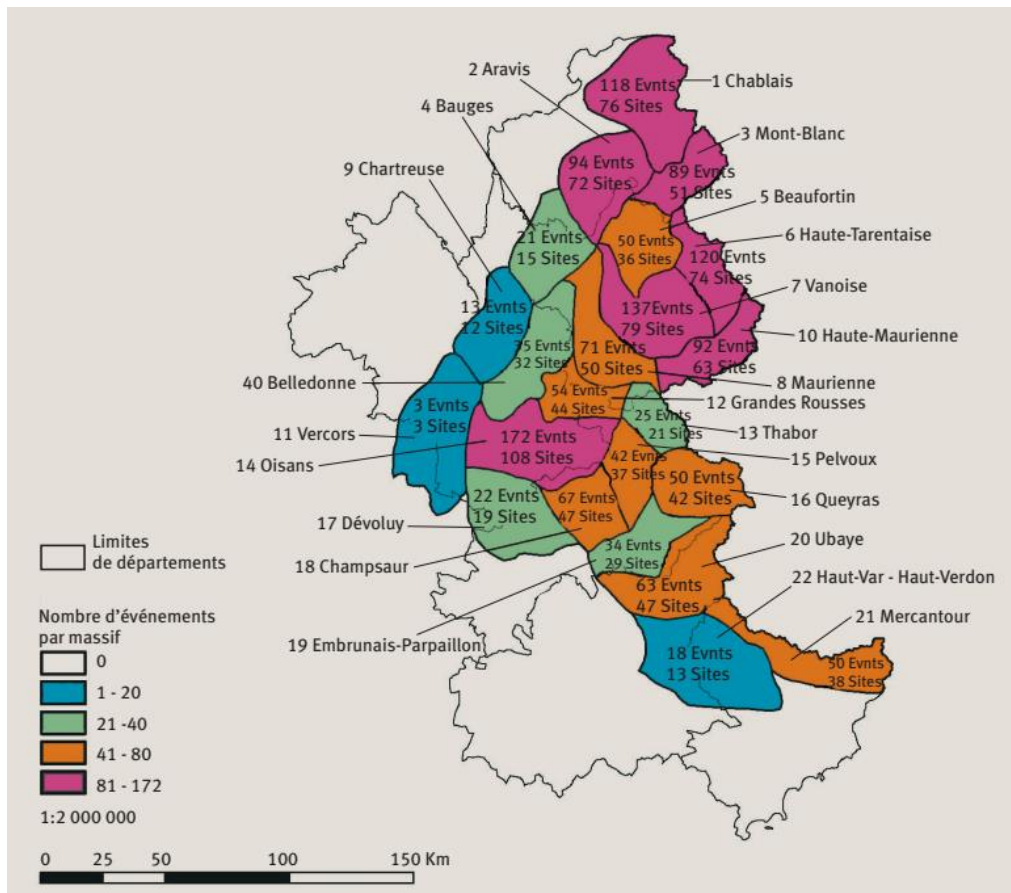 2 Aravis
4 Bauges
9 Chartreuse
1 Chablais
3 Mont-Blanc
5 Beaufortin
6 Haute-Tarentaise
7 Vanoise
10 Haute-Maurienne
8 Maurienne
12 Grandes Rousses
13 Thabor
15 Pelvoux
16 Queyras
20 Ubaye
22 Haut-Var - Haut-Verdon
21 Mercantour
40 Belledonne
11 Vercors
14 Oisans
17 Dévoluy
18 Champsaur
19 Embrunais-Parpaillon
118 Evnts
76 Sites
94 Evnts
72 Sites
89 Evnts
51 Sites
50 Evnts
36 Sites
21 Evnts
15 Sites
120 Evnts
74 Sites
137Evnts
79 Sites
13 Evnts
12 Sites
35 Evnts
32 Sites
71 Evnts
50 Sites
92 Evnts
63 Sites
54 Evnts
44 Sites
3 Evnts
3 Sites
25 Evnts
21 Sites
172 Evnts
108 Sites
42 Evnts
37 Sites
50 Evnts
42 Sites
22 Evnts
19 Sites
67 Evnts
47 Sites
34 Evnts
29 Sites
63 Evnts
47 Sites
18 Evnts
13 Sites
50 Evnts
38 Sites
Limites
de départements
Nombre d'événements
par massif
0
1 - 20
21 -40
41 - 80
81 - 172
1:2 000 000
0 25 50 100 150 Km